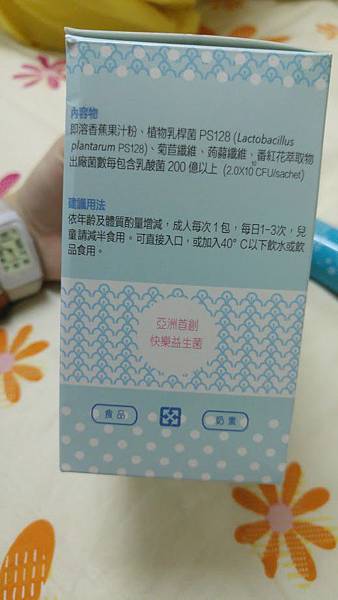 內容物
即溶香蕉果汁粉、植物乳桿菌 PS128 (Lactobacillus
plantarum PS128)、菊苣纖維、蒟蒻纖維、番紅花萃取物
出廠菌數每包含乳酸菌 200 億以上 (2.0X10¹⁰ CFU/sachet)
建議用法
依年齡及體質酌量增減，成人每次 1 包，每日1-3次，兒
童請減半食用。可直接入口，或加入40° C以下飲水或飲
品食用。
亞洲首創
快樂益生菌
食品
奶素